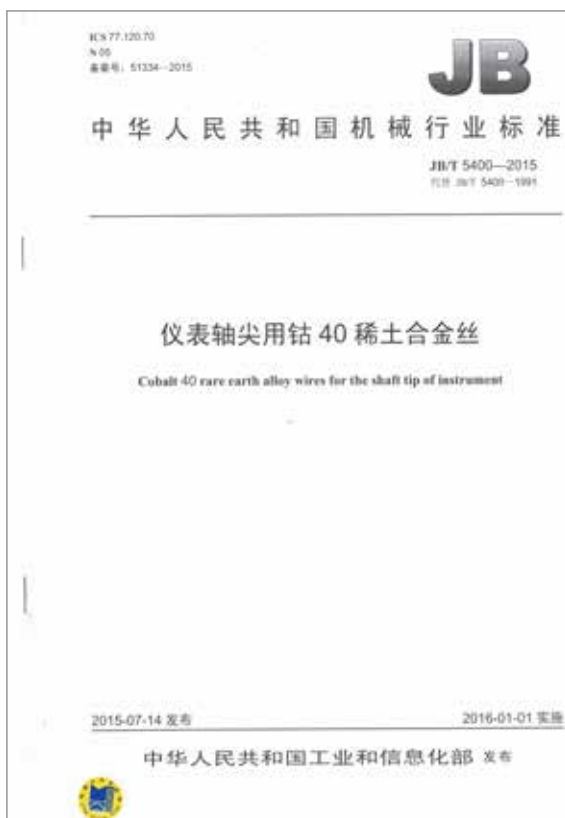 ICS 77.120.70
N 05
备案号：51334—2015
JB
中华人民共和国机械行业标准
JB/T 5400—2015
代替 JB/T 5400—1991
仪表轴尖用钴 40 稀土合金丝
Cobalt 40 rare earth alloy wires for the shaft tip of instrument
2015-07-14 发布
2016-01-01 实施
中华人民共和国工业和信息化部 发布